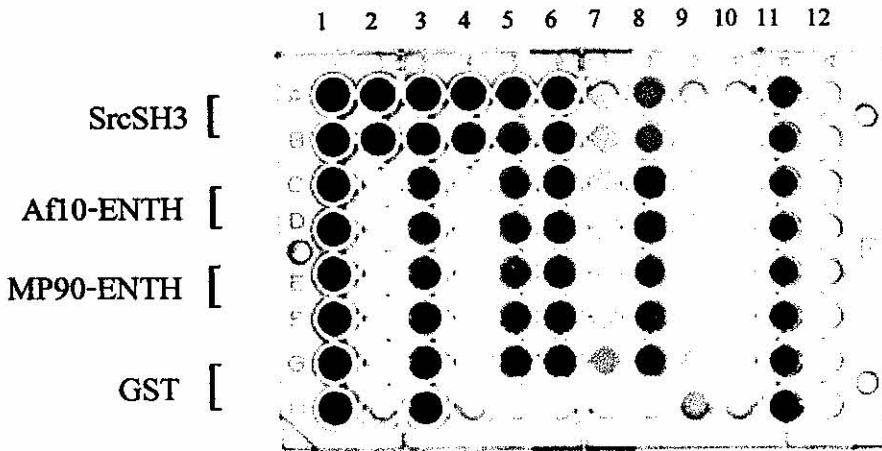 1 2 3 4 5 6 7 8 9 10 11 12
A
SrcSH3 [
B
C
Af10-ENTH [
D
E
MP90-ENTH [
F
G
GST [
H